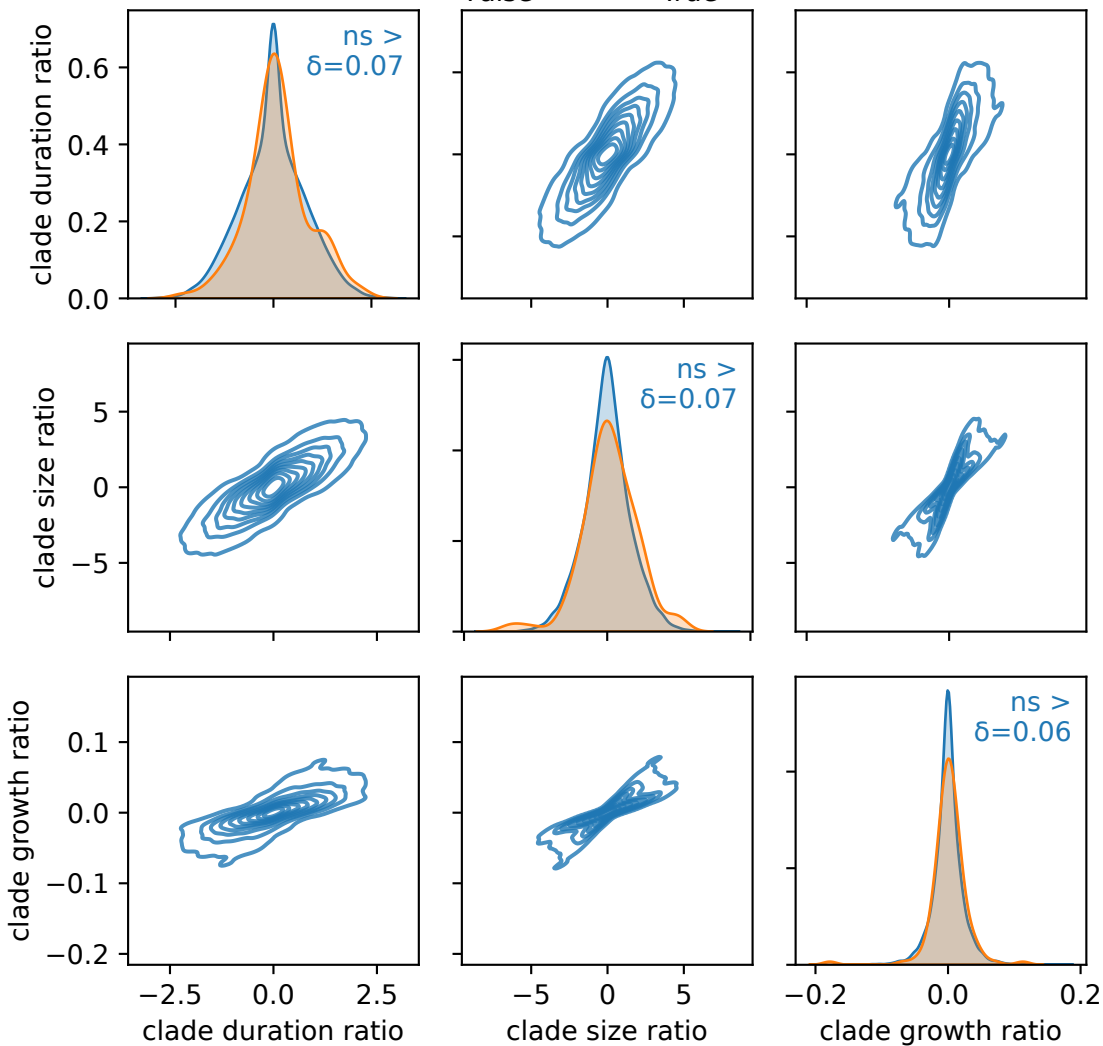 clade duration ratio
0.6
0.4
0.2
0.0
ns >
δ=0.07
clade size ratio
5
0
−5
ns >
δ=0.07
clade growth ratio
0.1
0.0
−0.1
−0.2
ns >
δ=0.06
−2.5 0.0 2.5
−5 0 5
−0.2 0.0 0.2
clade duration ratio
clade size ratio
clade growth ratio